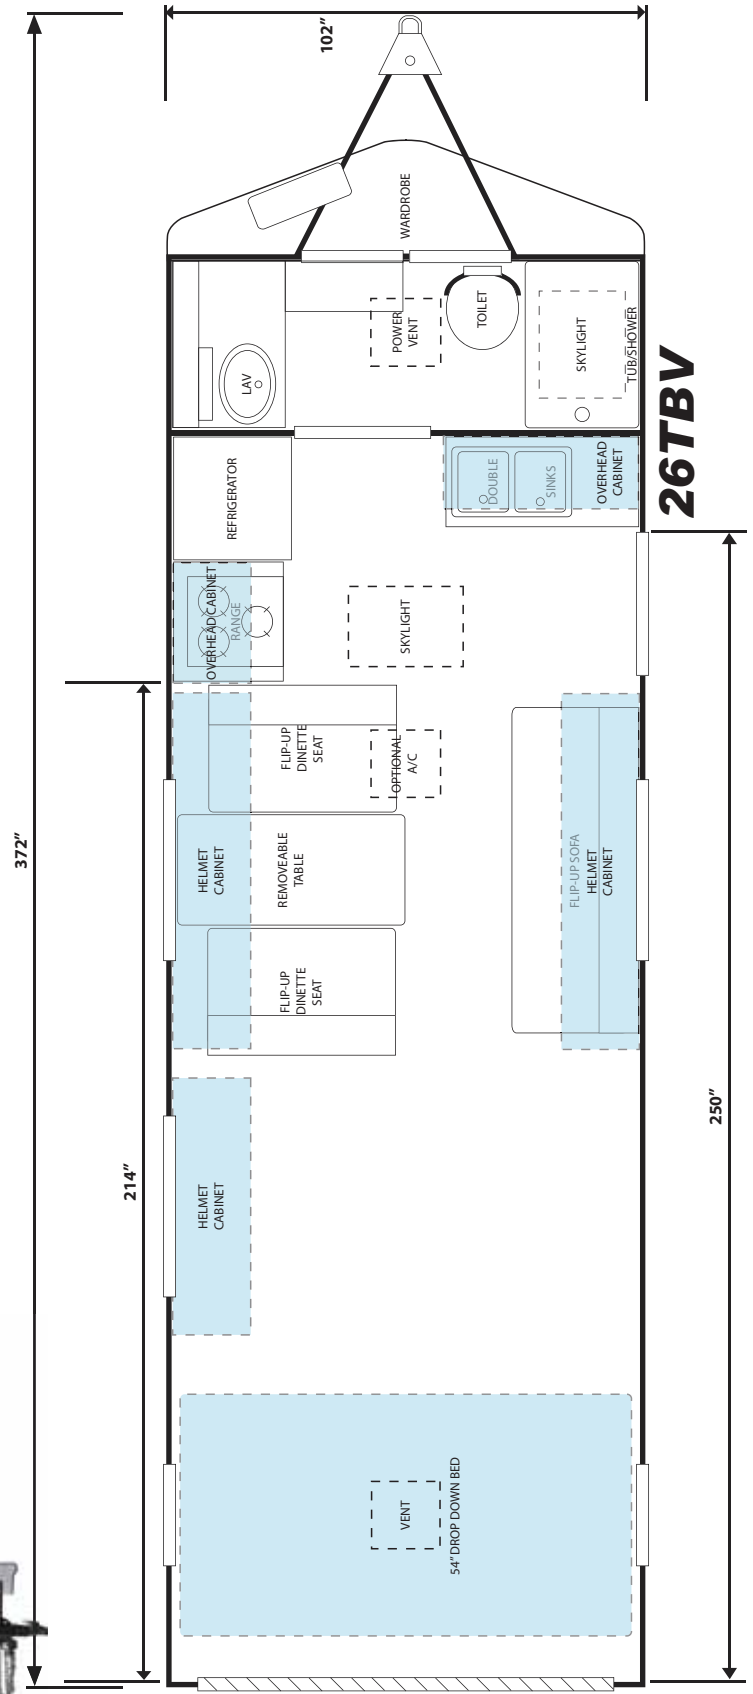 102”
372”
WARDROBE
POWER
VENT
TOILET
SKYLIGHT
TUB/SHOWER
LAV
26TBV
REFRIGERATOR
DOUBLE
SINKS
OVERHEAD
CABINET
OVERHEAD CABINET
RANGE
SKYLIGHT
FLIP-UP
DINETTE
SEAT
OPTIONAL
A/C
HELMET
CABINET
REMOVEABLE
TABLE
FLIP-UP SOFA
HELMET
CABINET
FLIP-UP
DINETTE
SEAT
214”
250”
HELMET
CABINET
VENT
54” DROP DOWN BED